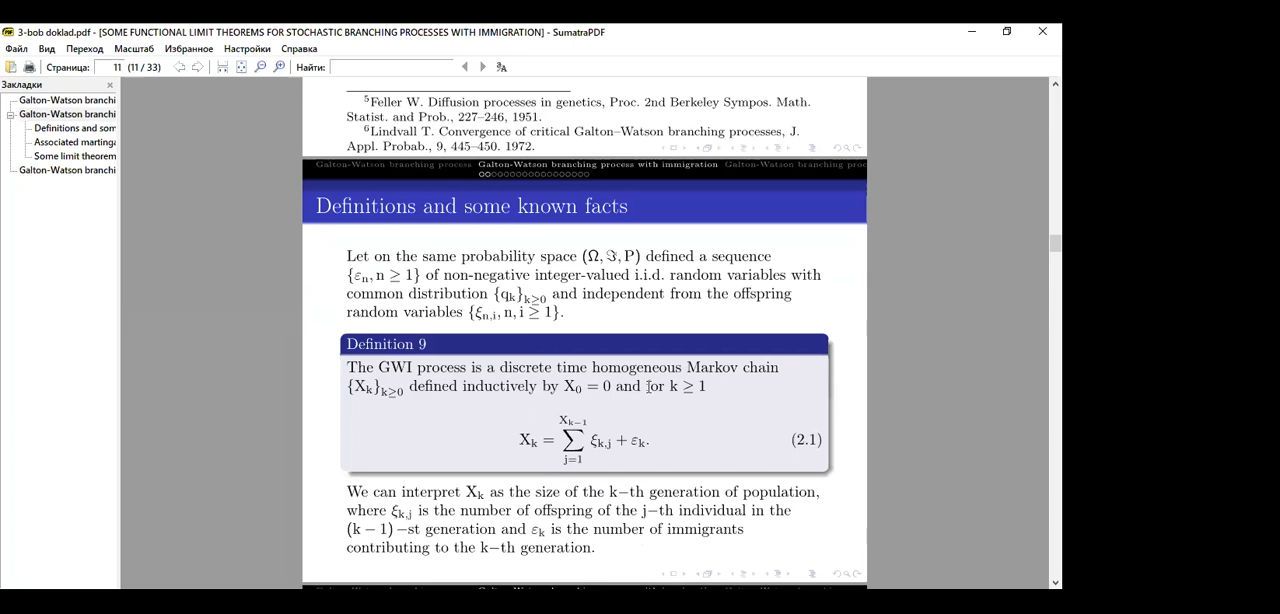 3-bob doklad.pdf - [SOME FUNCTIONAL LIMIT THEOREMS FOR STOCHASTIC BRANCHING PROCESSES WITH IMMIGRATION] - SumatraPDF
Файл Вид Переход Масштаб Избранное Настройки Справка
Страница: 11 (11 / 33) Найти:
Закладки
Galton-Watson branchi
Galton-Watson branchi
Definitions and som
Associated marting
Some limit theorem
Galton-Watson branchi
⁵Feller W. Diffusion processes in genetics, Proc. 2nd Berkeley Sympos. Math.
Statist. and Prob., 227–246, 1951.
⁶Lindvall T. Convergence of critical Galton–Watson branching processes, J.
Appl. Probab., 9, 445–450. 1972.
Galton-Watson branching process Galton-Watson branching process with immigration Galton-Watson branching proc
Definitions and some known facts
Let on the same probability space (Ω, ℑ, P) defined a sequence
{εₙ, n ≥ 1} of non-negative integer-valued i.i.d. random variables with
common distribution {qₖ}ₖ≥₀ and independent from the offspring
random variables {ξₙ,ᵢ, n, i ≥ 1}.
Definition 9
The GWI process is a discrete time homogeneous Markov chain
{Xₖ}ₖ≥₀ defined inductively by X₀ = 0 and for k ≥ 1
Xₖ = ∑_{j=1}^{X_{k−1}} ξ_{k,j} + εₖ. (2.1)
We can interpret Xₖ as the size of the k−th generation of population,
where ξ_{k,j} is the number of offspring of the j−th individual in the
(k − 1) −st generation and εₖ is the number of immigrants
contributing to the k−th generation.